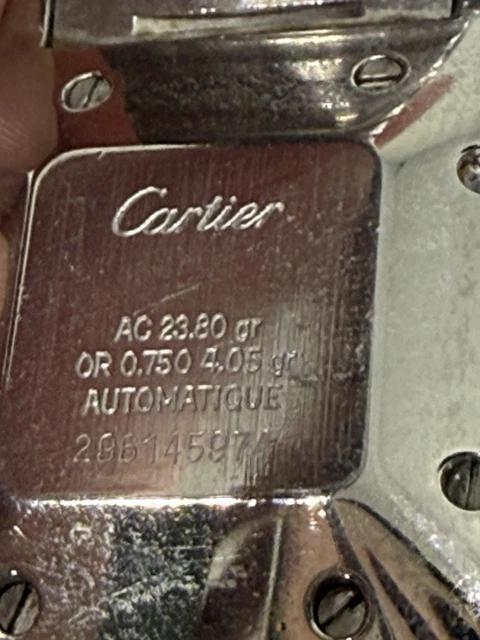 Cartier
AC 23.80 gr
OR 0.750 4.05 gr
AUTOMATIQUE